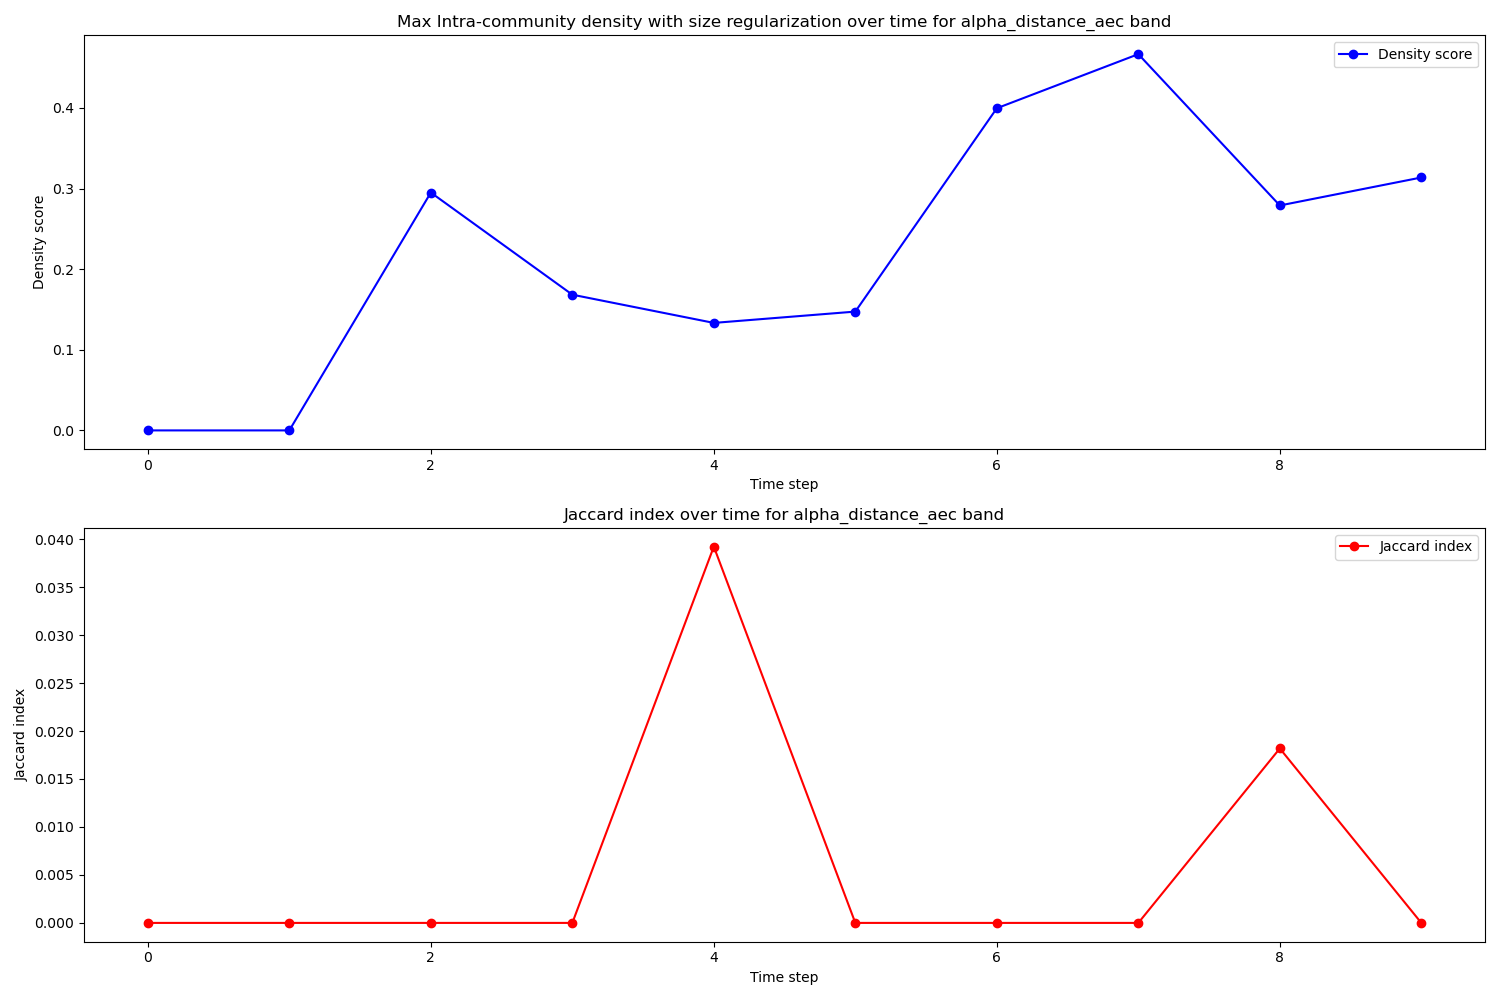 Max Intra-community density with size regularization over time for alpha_distance_aec band
Density score
Density score
0.4
0.3
0.2
0.1
0.0
0 2 4 6 8
Time step
Jaccard index over time for alpha_distance_aec band
Jaccard index
Jaccard index
0.040
0.035
0.030
0.025
0.020
0.015
0.010
0.005
0.000
0 2 4 6 8
Time step